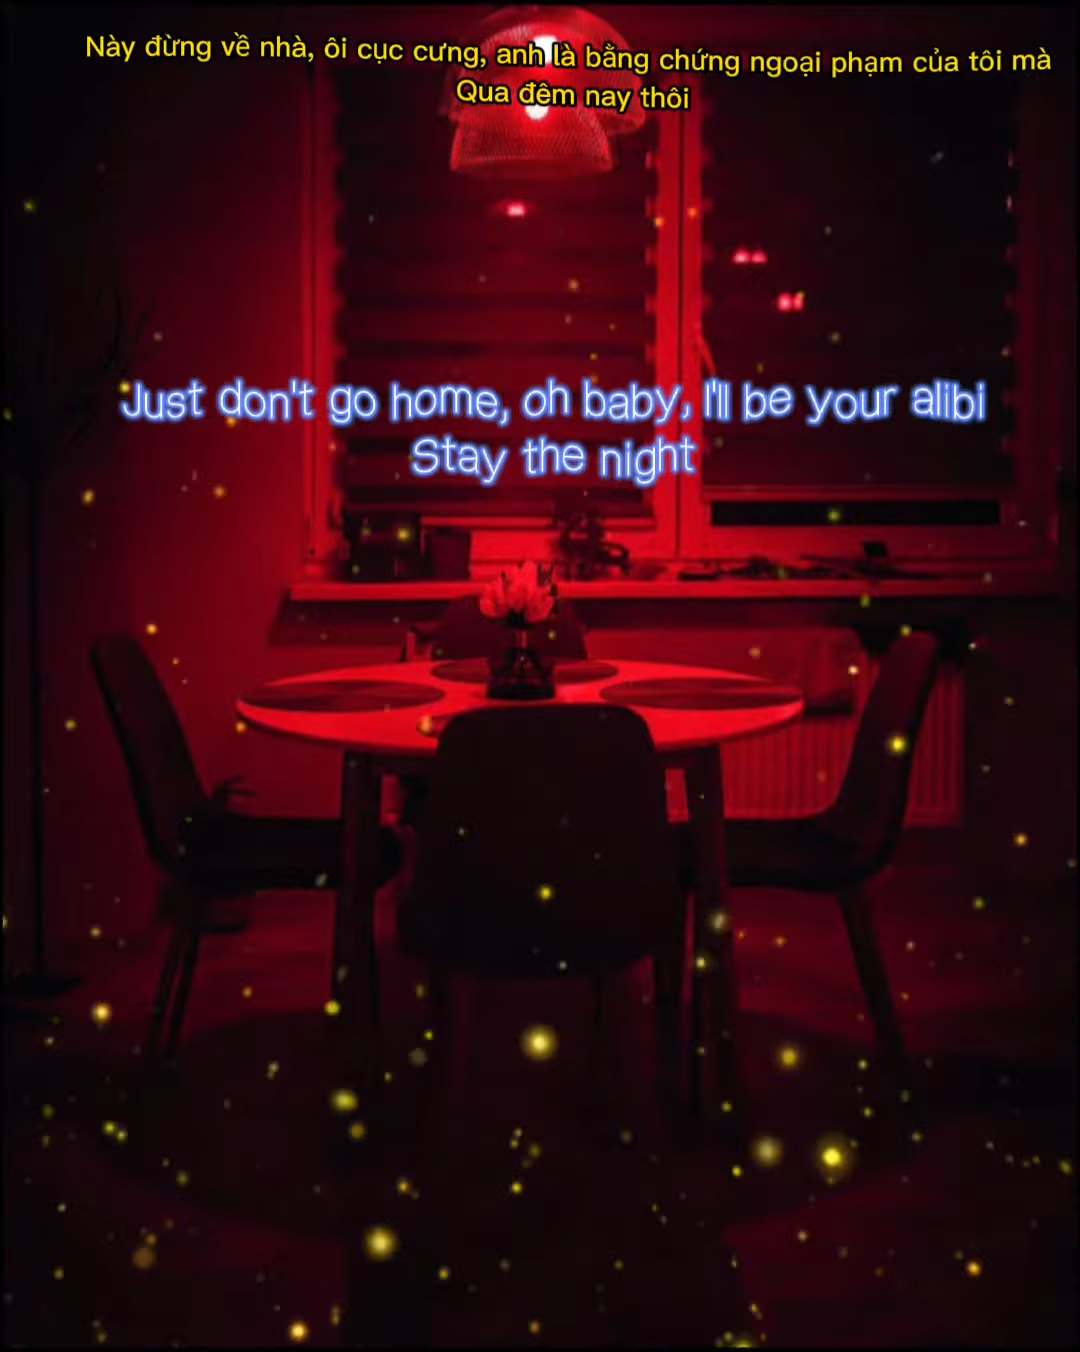 Này đừng về nhà, ôi cục cưng, anh là bằng chứng ngoại phạm của tôi mà
Qua đêm nay thôi
Just don't go home, oh baby, I'll be your alibi
Stay the night